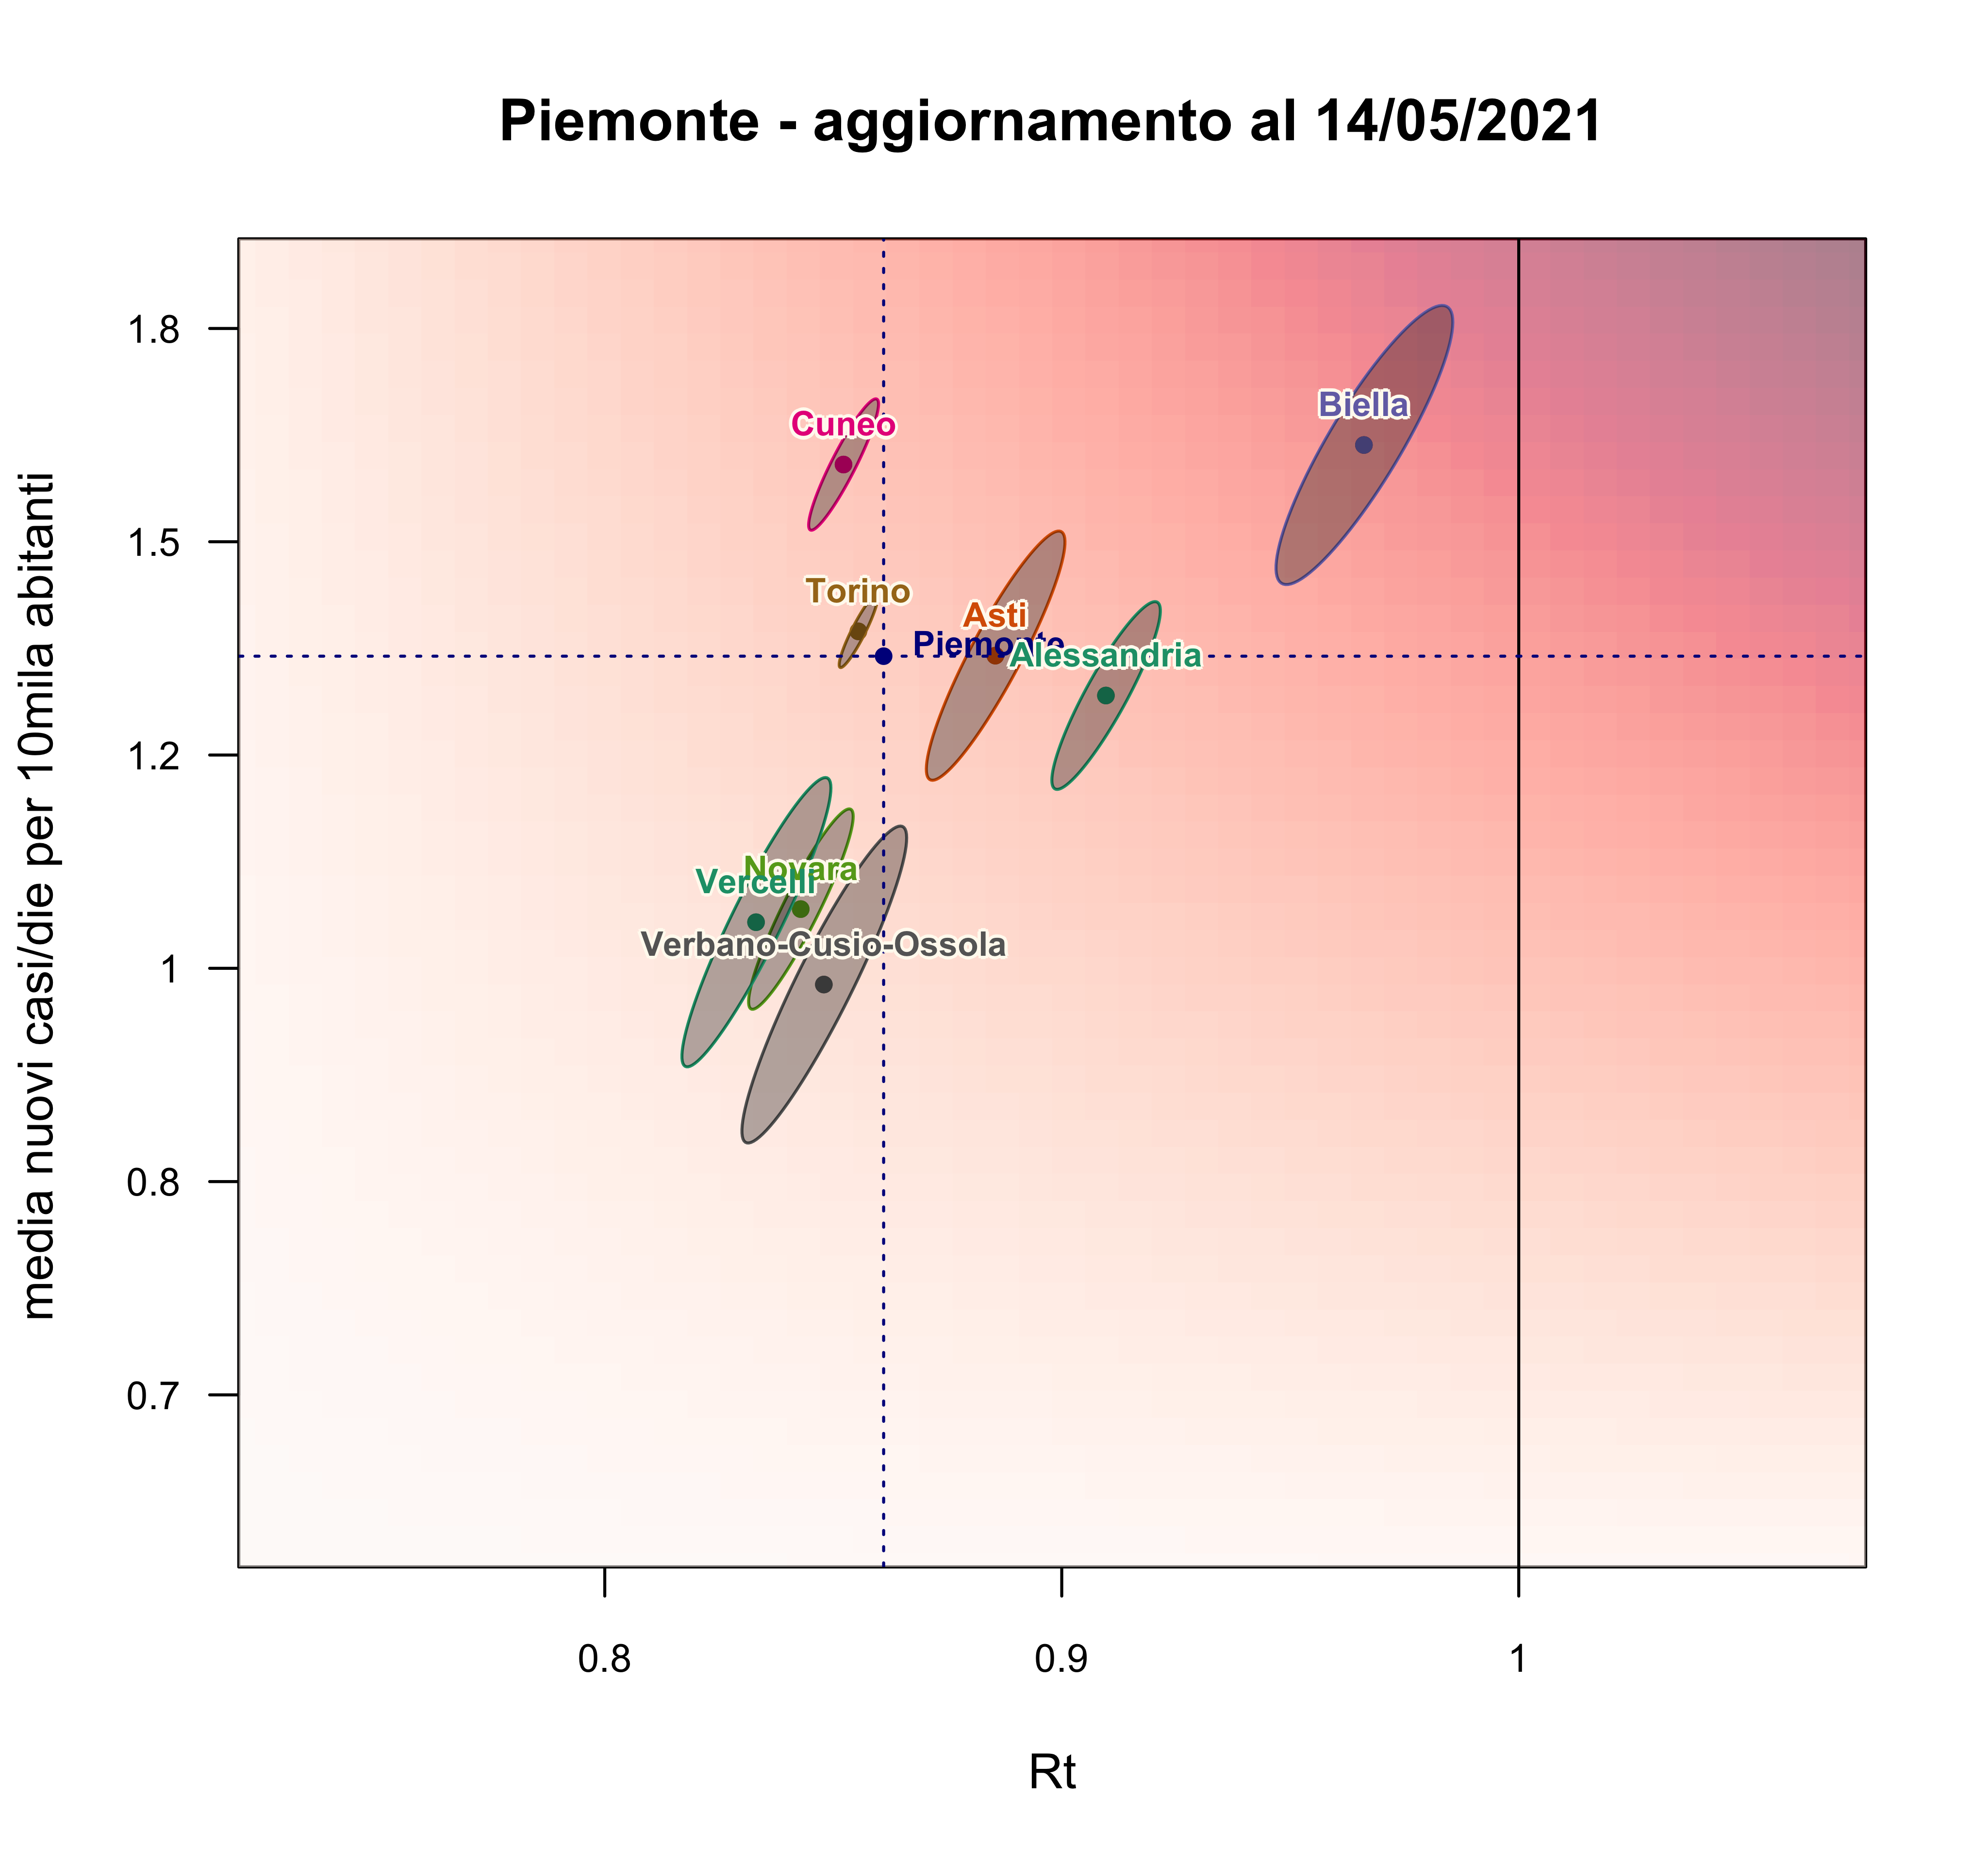 Piemonte - aggiornamento al 14/05/2021
media nuovi casi/die per 10mila abitanti
1.8
1.5
1.2
1
0.8
0.7
Biella
Cuneo
Torino
Asti
Piemonte
Alessandria
Novara
Vercelli
Verbano-Cusio-Ossola
0.8
0.9
1
Rt